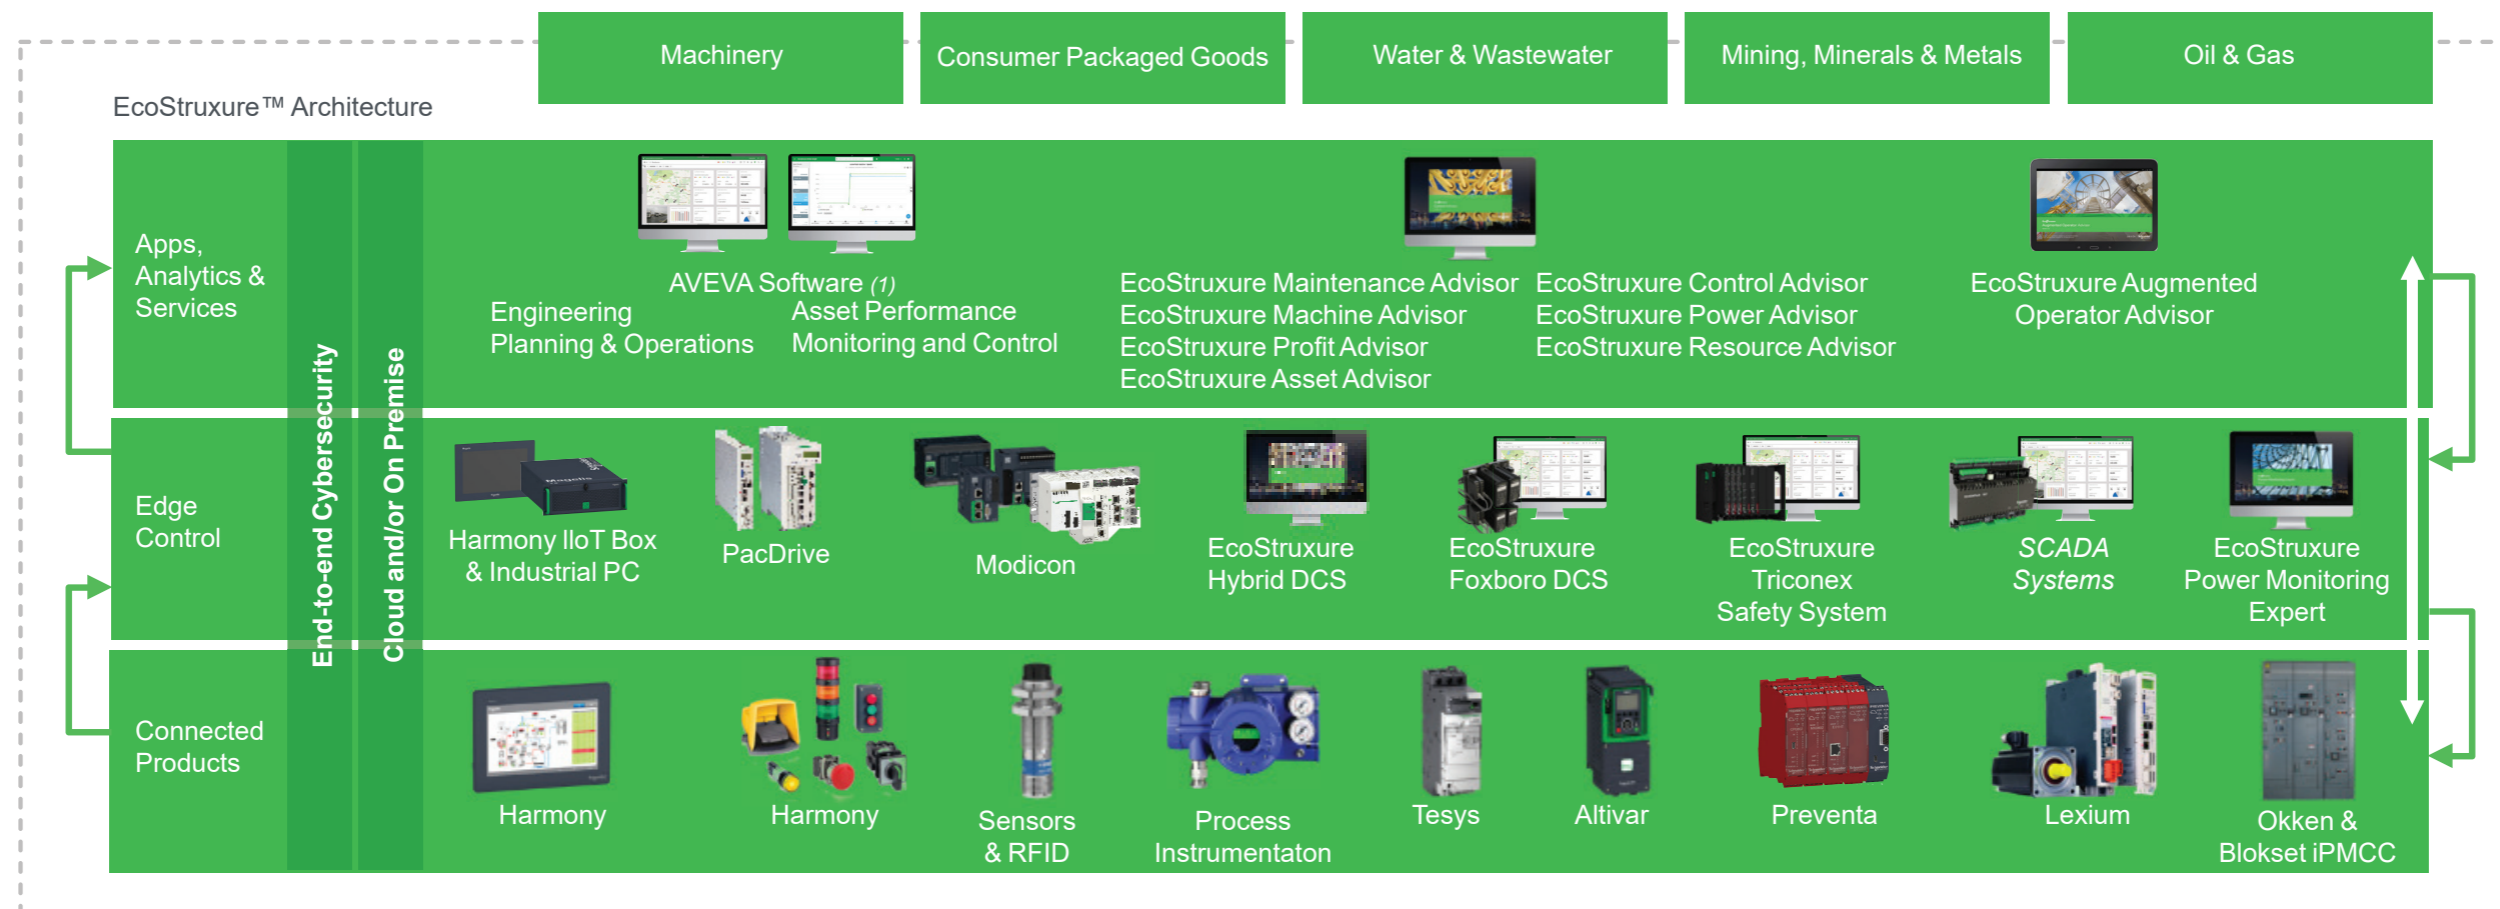 Machinery
Consumer Packaged Goods
Water & Wastewater
Mining, Minerals & Metals
Oil & Gas
EcoStruxure™ Architecture
Apps,
Analytics &
Services
End-to-end Cybersecurity
Cloud and/or On Premise
AVEVA Software (1)
Engineering
Planning & Operations
Asset Performance
Monitoring and Control
EcoStruxure Maintenance Advisor
EcoStruxure Machine Advisor
EcoStruxure Profit Advisor
EcoStruxure Asset Advisor
EcoStruxure Control Advisor
EcoStruxure Power Advisor
EcoStruxure Resource Advisor
EcoStruxure Augmented
Operator Advisor
Edge
Control
Magelis
Harmony IIoT Box
& Industrial PC
PacDrive
Modicon
EcoStruxure
Hybrid DCS
EcoStruxure
Foxboro DCS
EcoStruxure
Triconex
Safety System
SCADA
Systems
EcoStruxure
Power Monitoring
Expert
Connected
Products
Harmony
Harmony
Sensors
& RFID
Process
Instrumentaton
Tesys
Altivar
Preventa
Lexium
Okken &
Blokset iPMCC